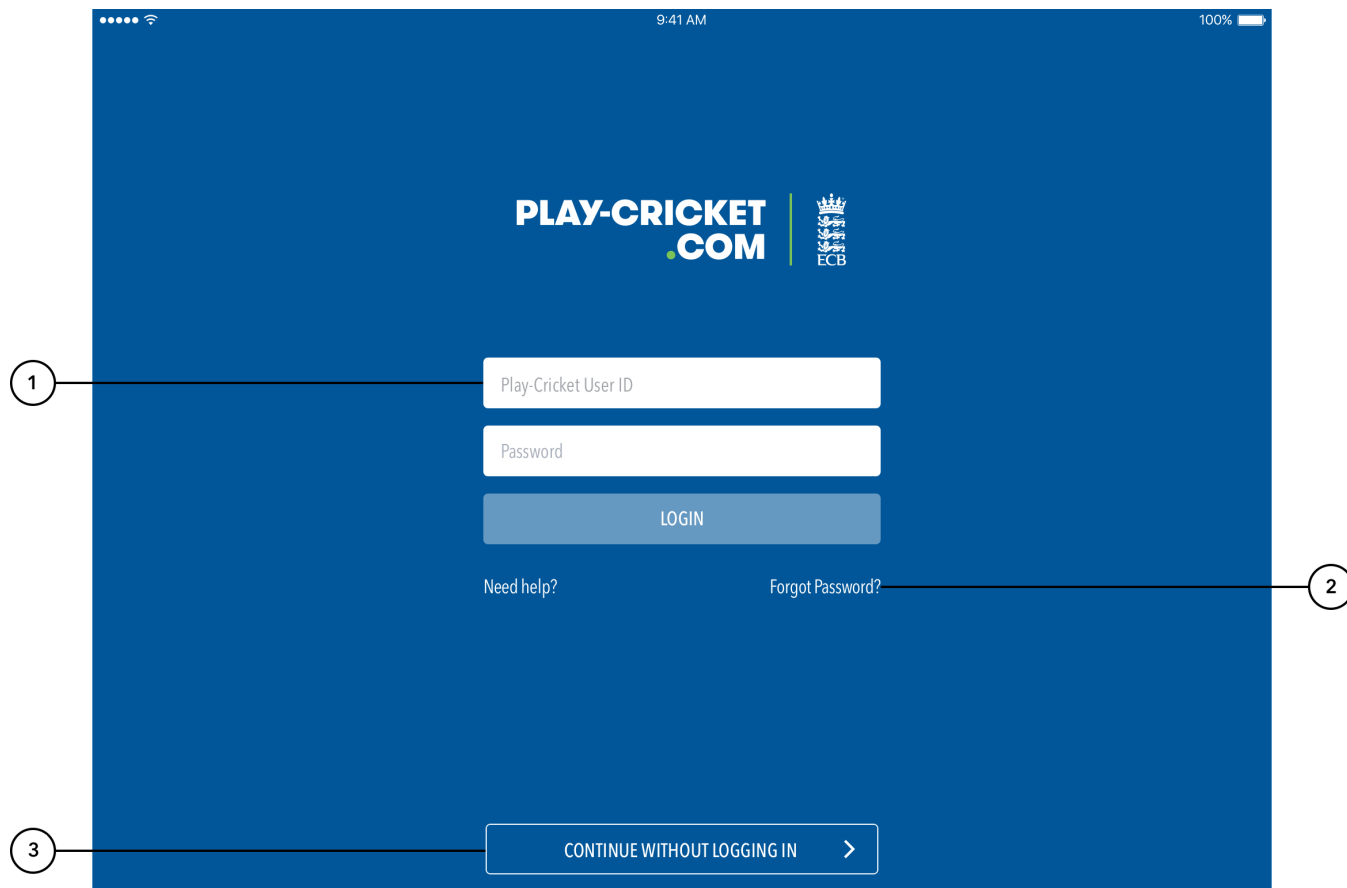 9:41 AM
100%
PLAY-CRICKET
.COM
ECB
1
Play-Cricket User ID
Password
LOGIN
Need help?
Forgot Password?
2
3
CONTINUE WITHOUT LOGGING IN